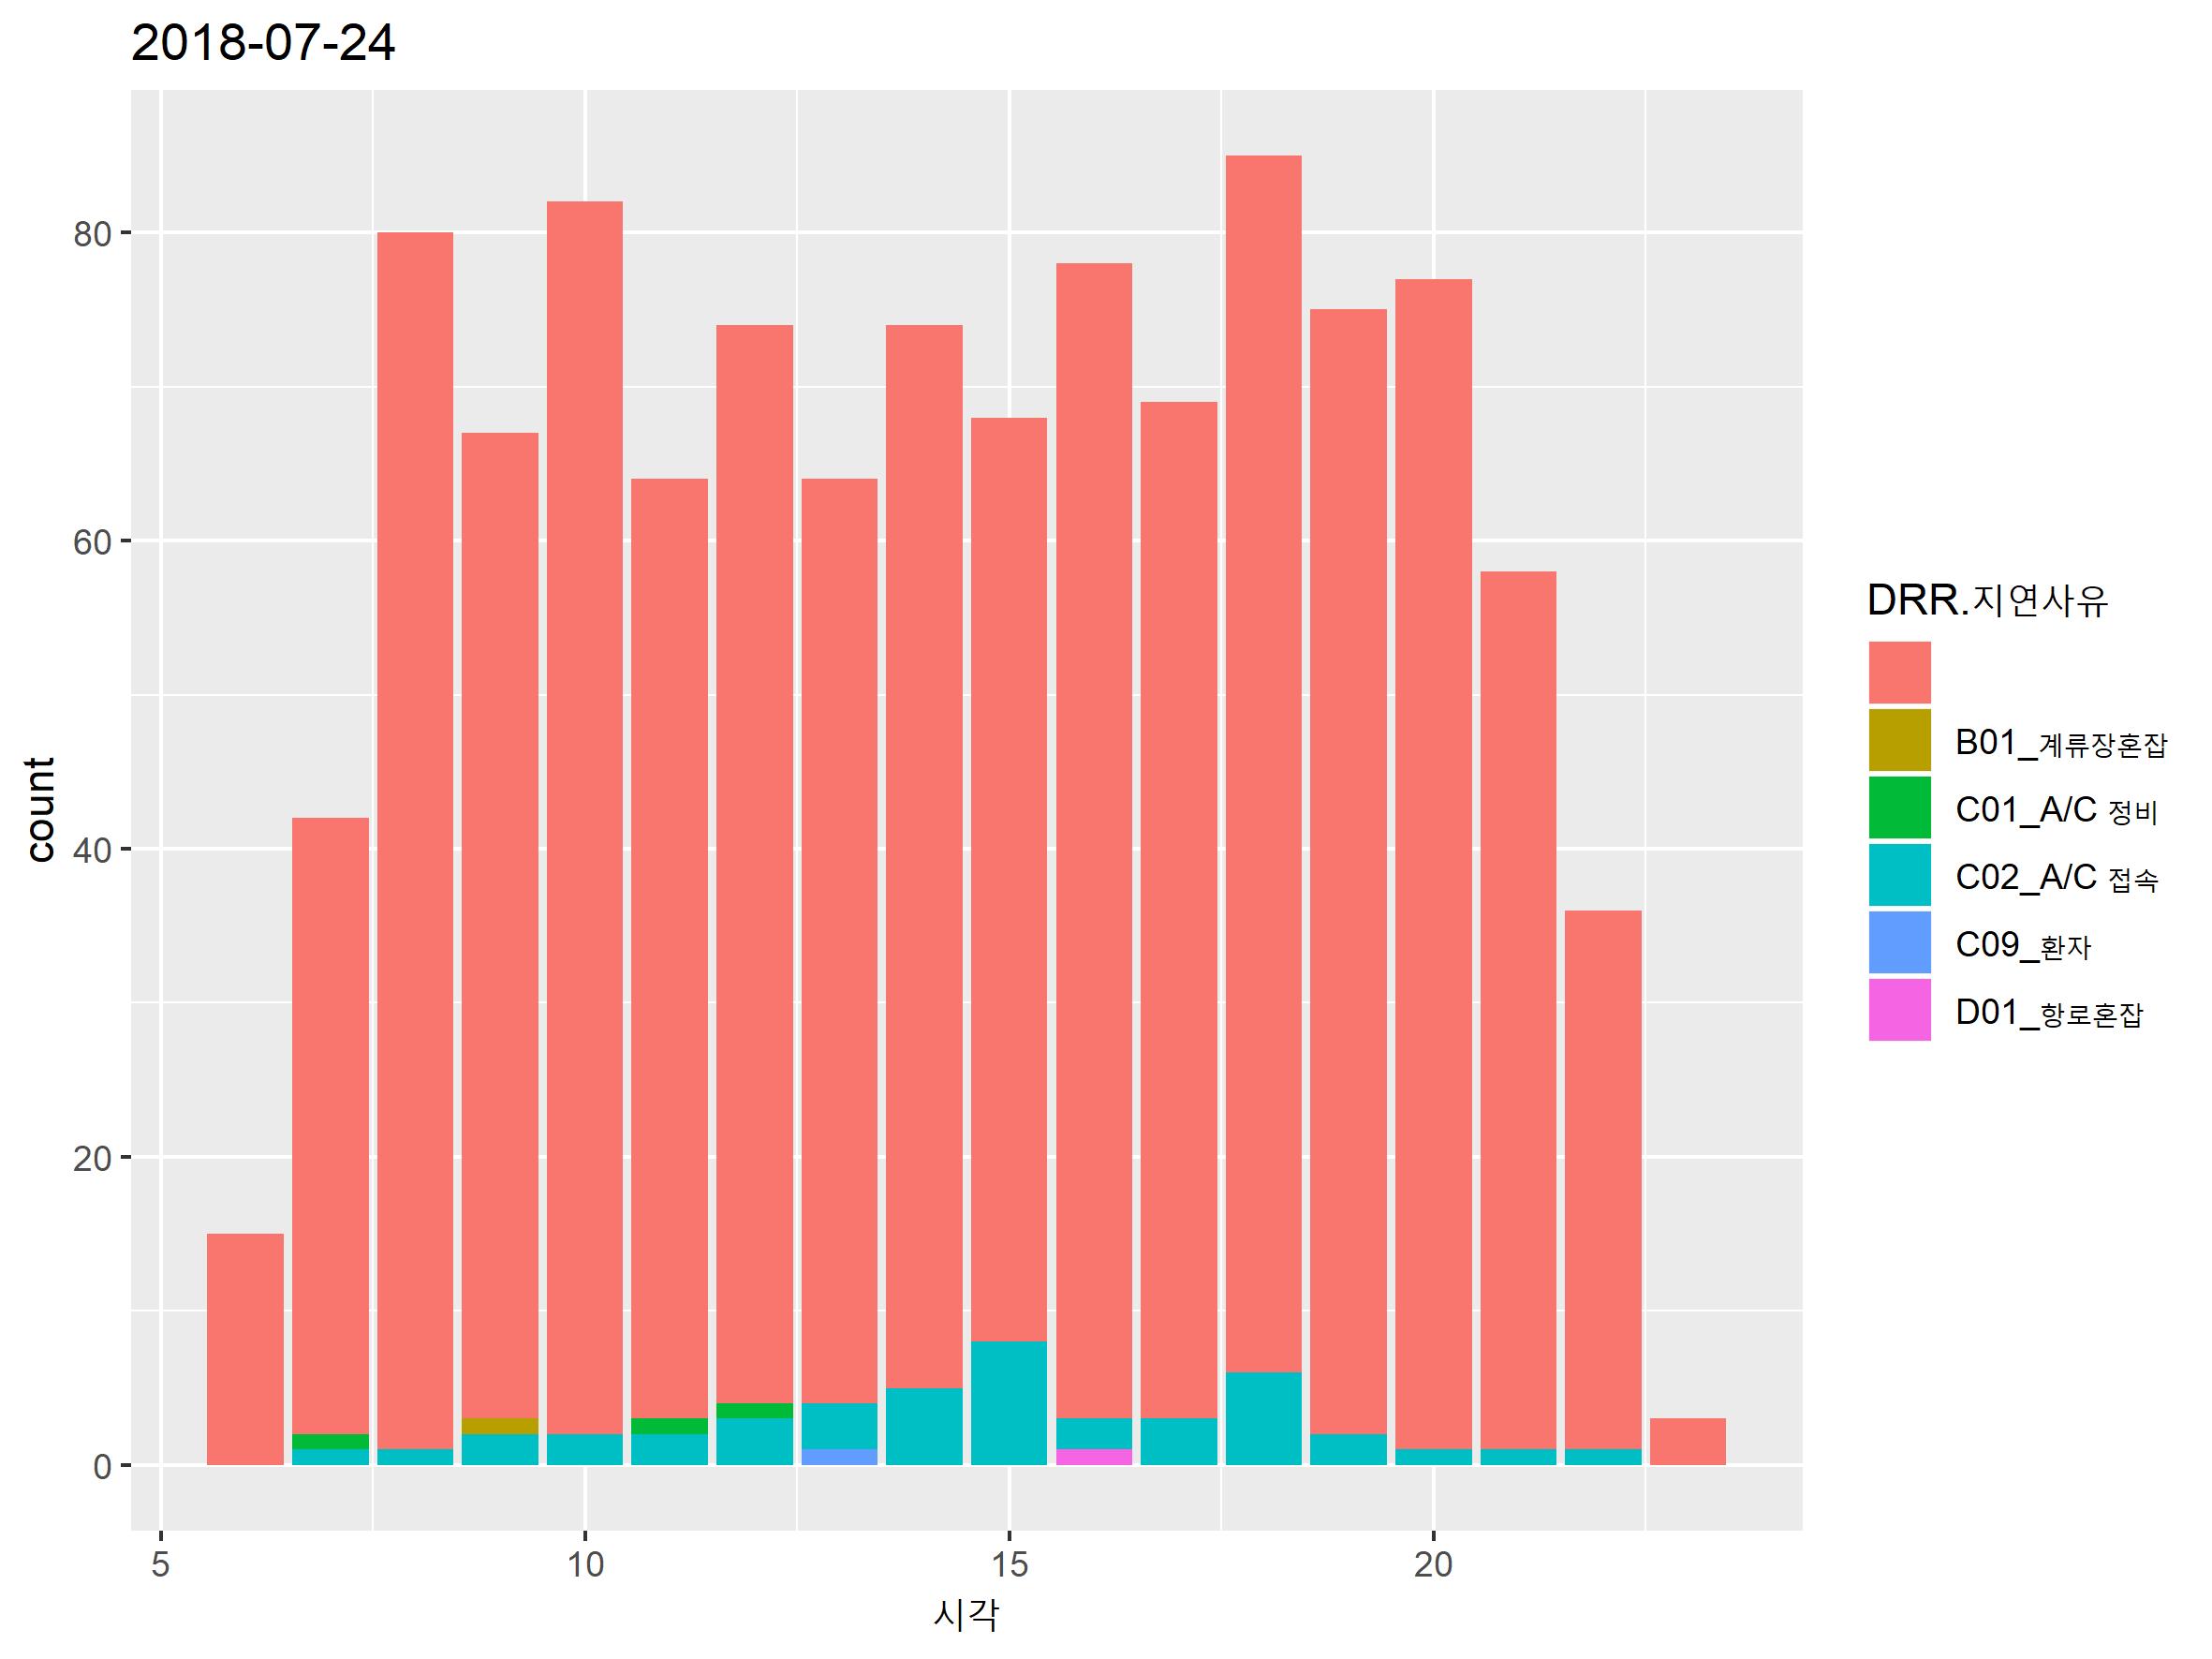 2018-07-24
count
80
60
40
20
0
5 10 15 20
시각
DRR.지연사유
B01_계류장혼잡
C01_A/C 정비
C02_A/C 접속
C09_환자
D01_항로혼잡